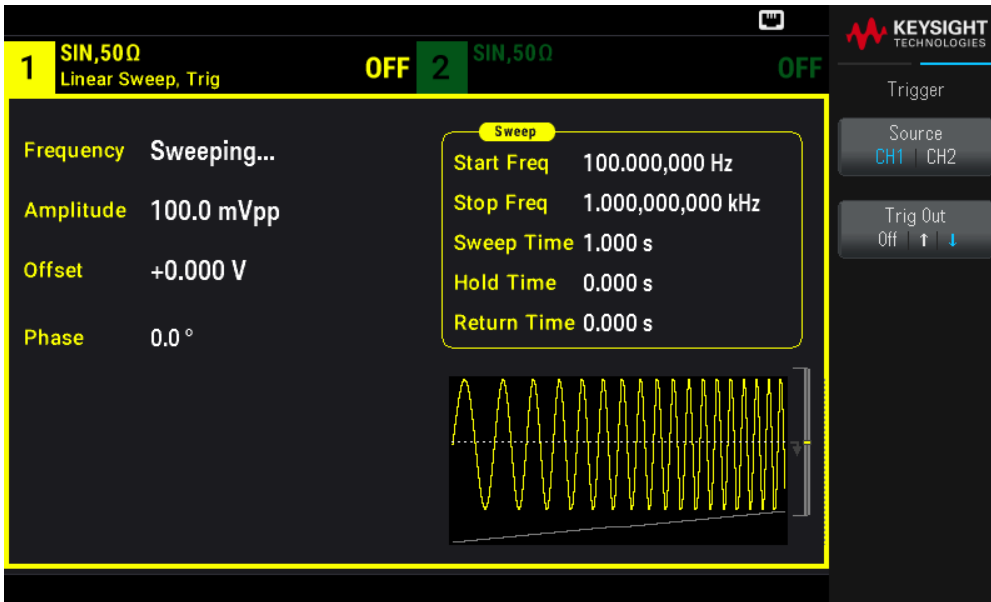 KEYSIGHT
TECHNOLOGIES
1
SIN,50Ω
Linear Sweep, Trig
OFF
2
SIN,50Ω
OFF
Trigger
Source
CH1 | CH2
Trig Out
Off | ↑ | ↓
Frequency Sweeping...
Amplitude 100.0 mVpp
Offset +0.000 V
Phase 0.0 °
Sweep
Start Freq 100.000,000 Hz
Stop Freq 1.000,000,000 kHz
Sweep Time 1.000 s
Hold Time 0.000 s
Return Time 0.000 s